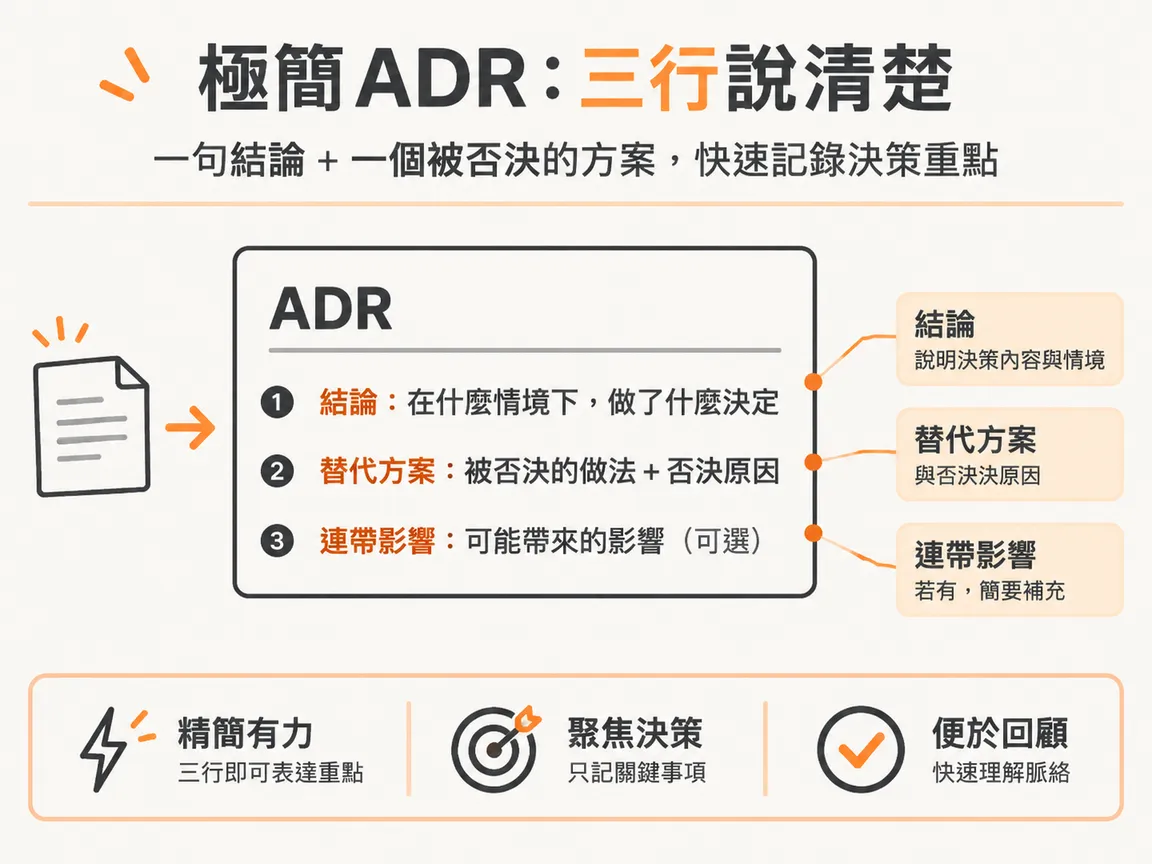 極簡ADR：三行說清楚
一句結論 + 一個被否決的方案，快速記錄決策重點
ADR
1 結論：在什麼情境下，做了什麼決定
2 替代方案：被否決的做法 + 否決原因
3 連帶影響：可能帶來的影響（可選）
結論
說明決策內容與情境
替代方案
與否決決原因
連帶影響
若有，簡要補充
精簡有力
三行即可表達重點
聚焦決策
只記關鍵事項
便於回顧
快速理解脈絡